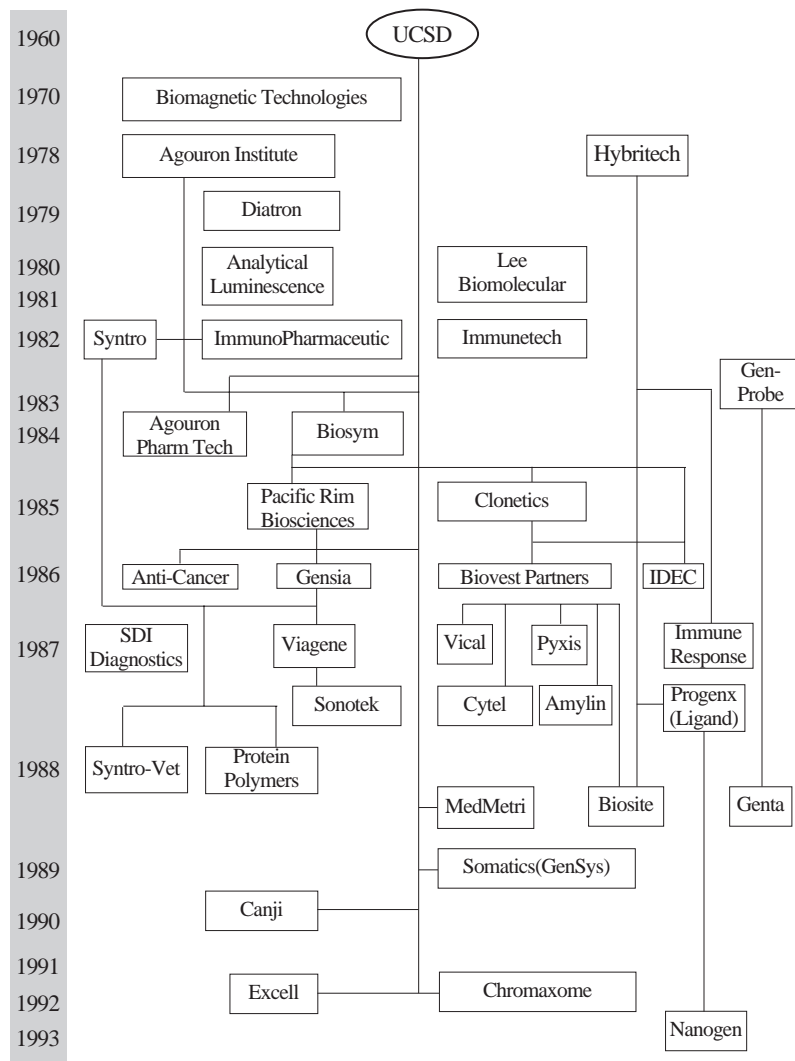 1960
UCSD
1970
Biomagnetic Technologies
1978
Agouron Institute
Hybritech
1979
Diatron
1980
Analytical
Luminescence
Lee
Biomolecular
1981
1982
Syntro
ImmunoPharmaceutic
Immunetech
Gen-
Probe
1983
1984
Agouron
Pharm Tech
Biosym
1985
Pacific Rim
Biosciences
Clonetics
1986
Anti-Cancer
Gensia
Biovest Partners
IDEC
1987
SDI
Diagnostics
Viagene
Vical
Pyxis
Immune
Response
Sonotek
Cytel
Amylin
Progenx
(Ligand)
1988
Syntro-Vet
Protein
Polymers
MedMetri
Biosite
Genta
1989
Somatics(GenSys)
1990
Canji
1991
1992
Excell
Chromaxome
1993
Nanogen